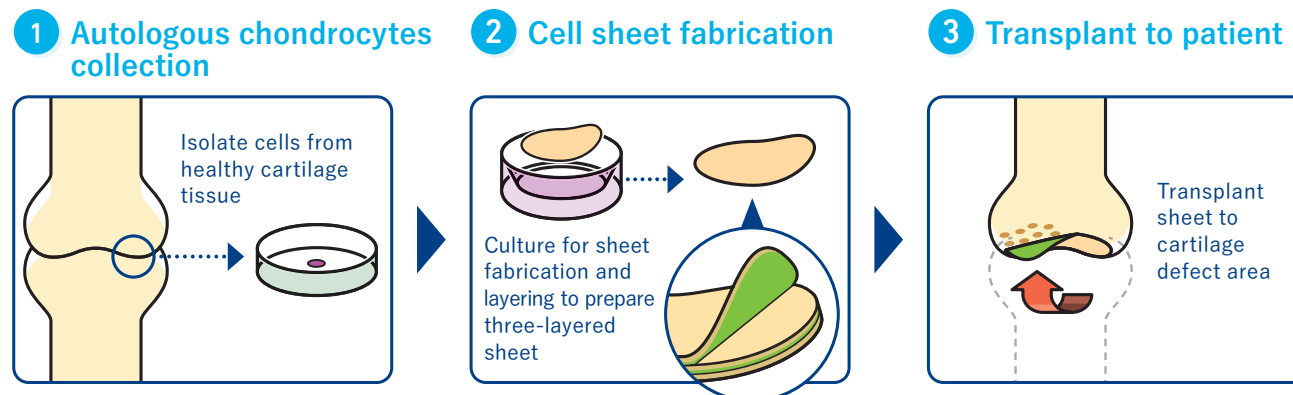 1 Autologous chondrocytes
collection
Isolate cells from
healthy cartilage
tissue
2 Cell sheet fabrication
Culture for sheet
fabrication and
layering to prepare
three-layered
sheet
3 Transplant to patient
Transplant
sheet to
cartilage
defect area